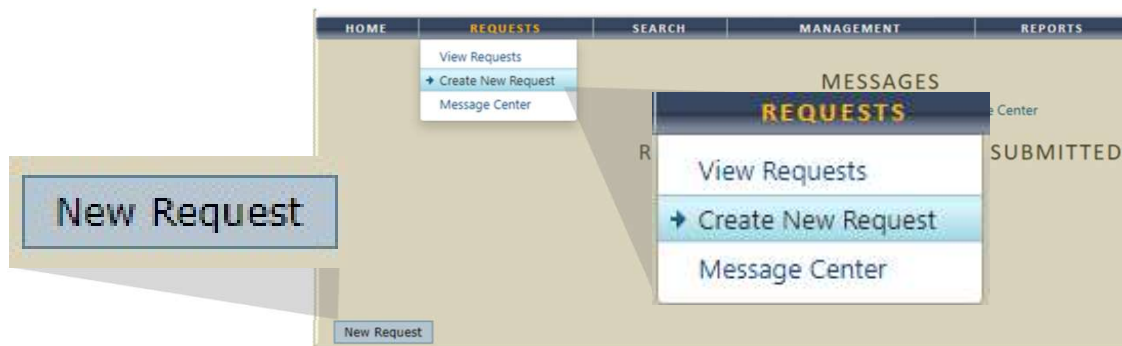 HOME REQUESTS SEARCH MANAGEMENT REPORTS
View Requests
Create New Request
Message Center
MESSAGES
Center
R
SUBMITTED
REQUESTS
View Requests
Create New Request
Message Center
New Request
New Request